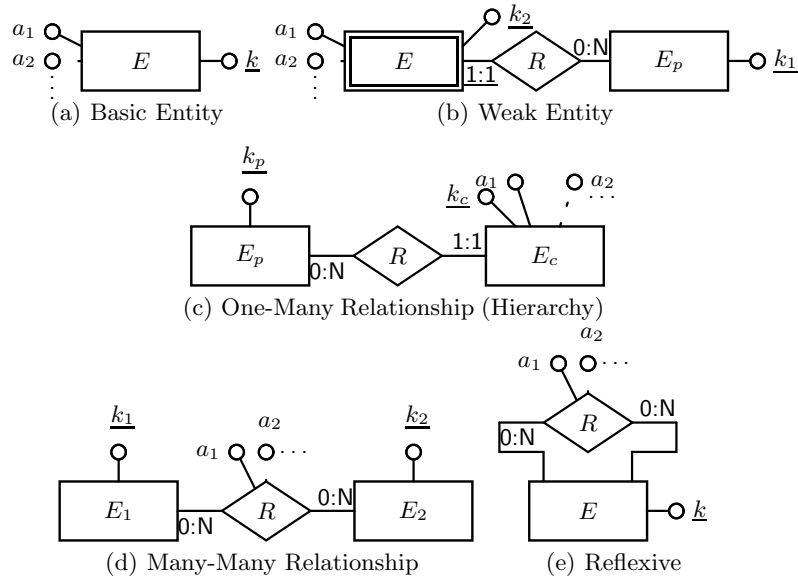 a₁ E k
a₂
⋮
(a) Basic Entity
a₁ E k₂ R 0:N Eₚ k₁
a₂ 1:1
⋮
(b) Weak Entity
kₚ
a₁ a₂
k_c ...
Eₚ 0:N R 1:1 E_c
(c) One-Many Relationship (Hierarchy)
k₁ a₂ k₂
a₁ ...
E₁ 0:N R 0:N E₂
(d) Many-Many Relationship
a₂
a₁ ...
0:N R 0:N
E k
(e) Reflexive